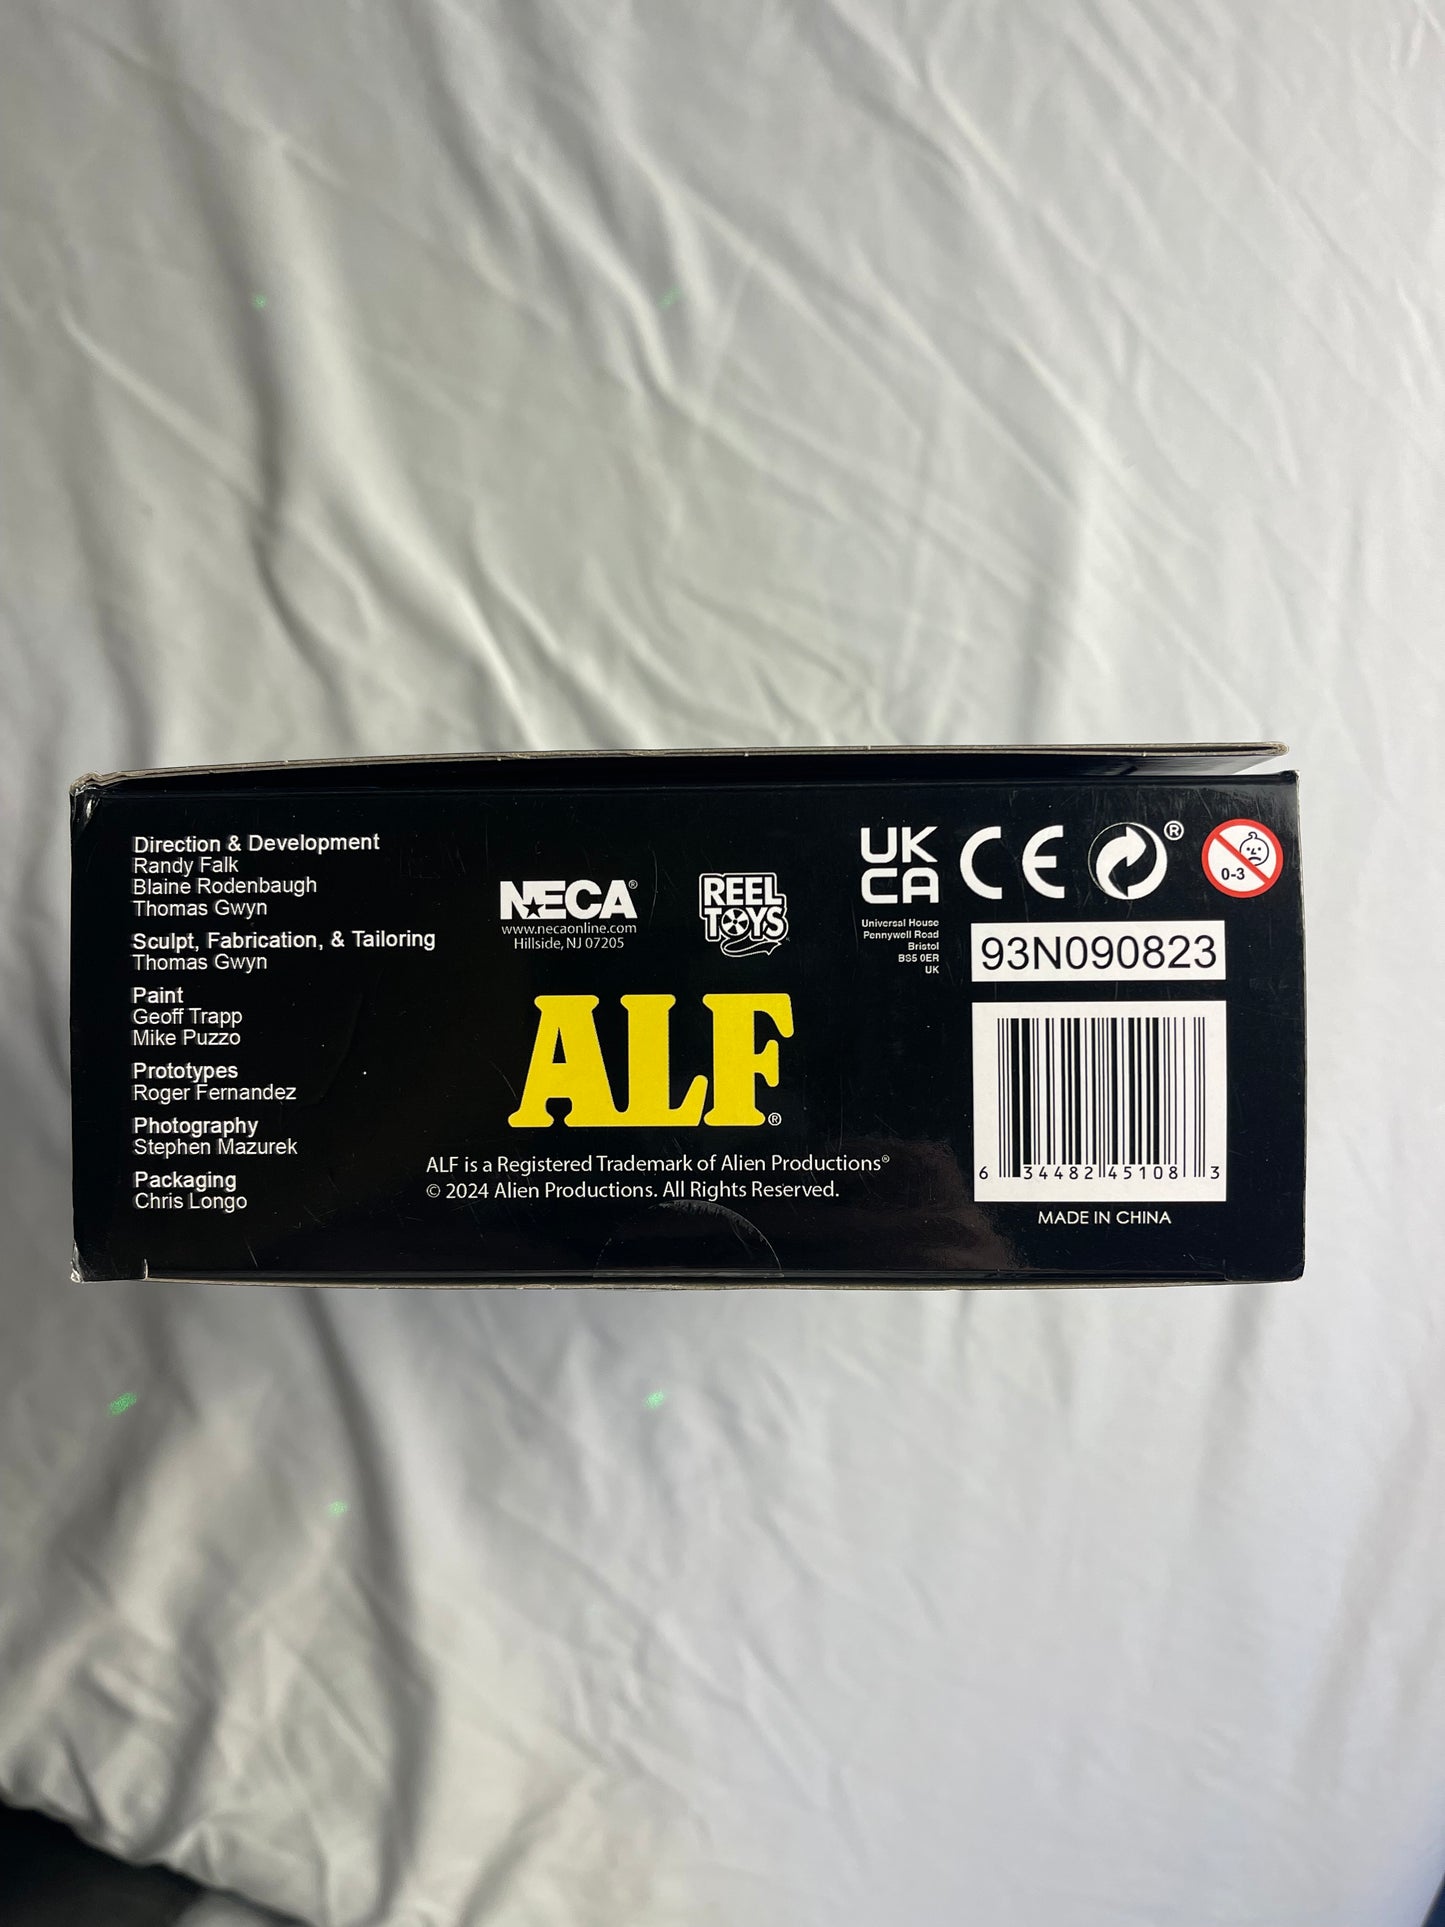 Direction & Development
Randy Falk
Blaine Rodenbaugh
Thomas Gwyn
Sculpt, Fabrication, & Tailoring
Thomas Gwyn
Paint
Geoff Trapp
Mike Puzzo
Prototypes
Roger Fernandez
Photography
Stephen Mazurek
Packaging
Chris Longo
NECA®
www.necaonline.com
Hillside, NJ 07205
REEL
TOYS
ALF®
ALF is a Registered Trademark of Alien Productions®
© 2024 Alien Productions. All Rights Reserved.
UK
CA
Universal House
Pennywell Road
Bristol
BS5 0ER
UK
CE
®
0-3
93N090823
6 34482 45108 3
MADE IN CHINA